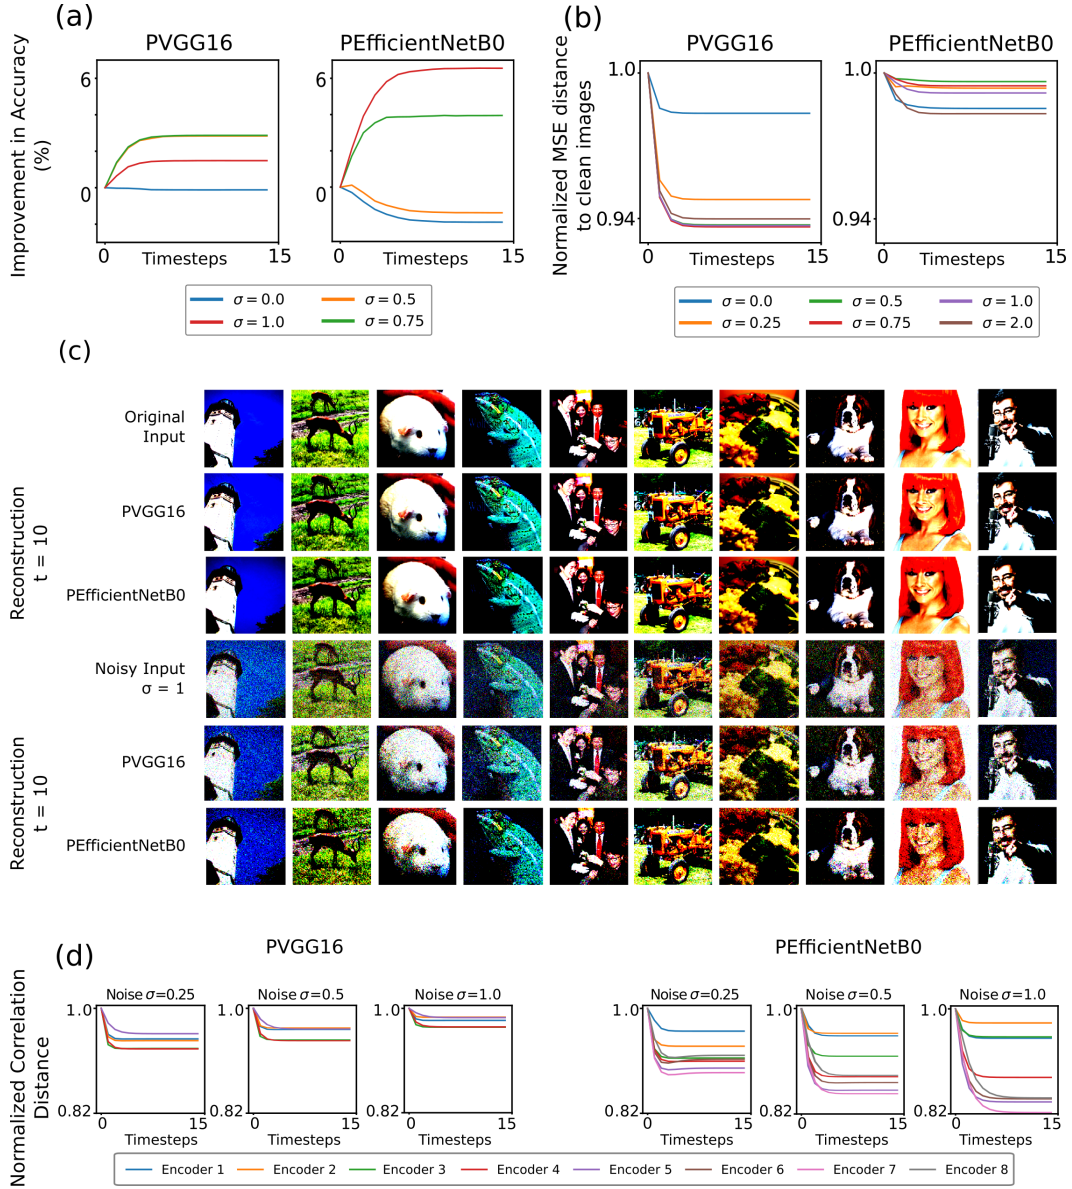 (a)
PVGG16
PEfficientNetB0
Improvement in Accuracy
(%)
6
0
0
Timesteps
15
6
0
0
Timesteps
15
σ = 0.0
σ = 0.5
σ = 1.0
σ = 0.75
(b)
PVGG16
PEfficientNetB0
Normalized MSE distance
to clean images
1.0
0.94
0
Timesteps
15
1.0
0.94
0
Timesteps
15
σ = 0.0
σ = 0.5
σ = 1.0
σ = 0.25
σ = 0.75
σ = 2.0
(c)
Original
Input
Reconstruction
t = 10
PVGG16
PEfficientNetB0
Noisy Input
σ = 1
Reconstruction
t = 10
PVGG16
PEfficientNetB0
(d)
PVGG16
PEfficientNetB0
Normalized Correlation
Distance
Noise σ=0.25
1.0
0.82
0
15
Timesteps
Noise σ=0.5
1.0
0.82
0
15
Timesteps
Noise σ=1.0
1.0
0.82
0
15
Timesteps
Noise σ=0.25
1.0
0.82
0
15
Timesteps
Noise σ=0.5
1.0
0.82
0
15
Timesteps
Noise σ=1.0
1.0
0.82
0
15
Timesteps
Encoder 1
Encoder 2
Encoder 3
Encoder 4
Encoder 5
Encoder 6
Encoder 7
Encoder 8